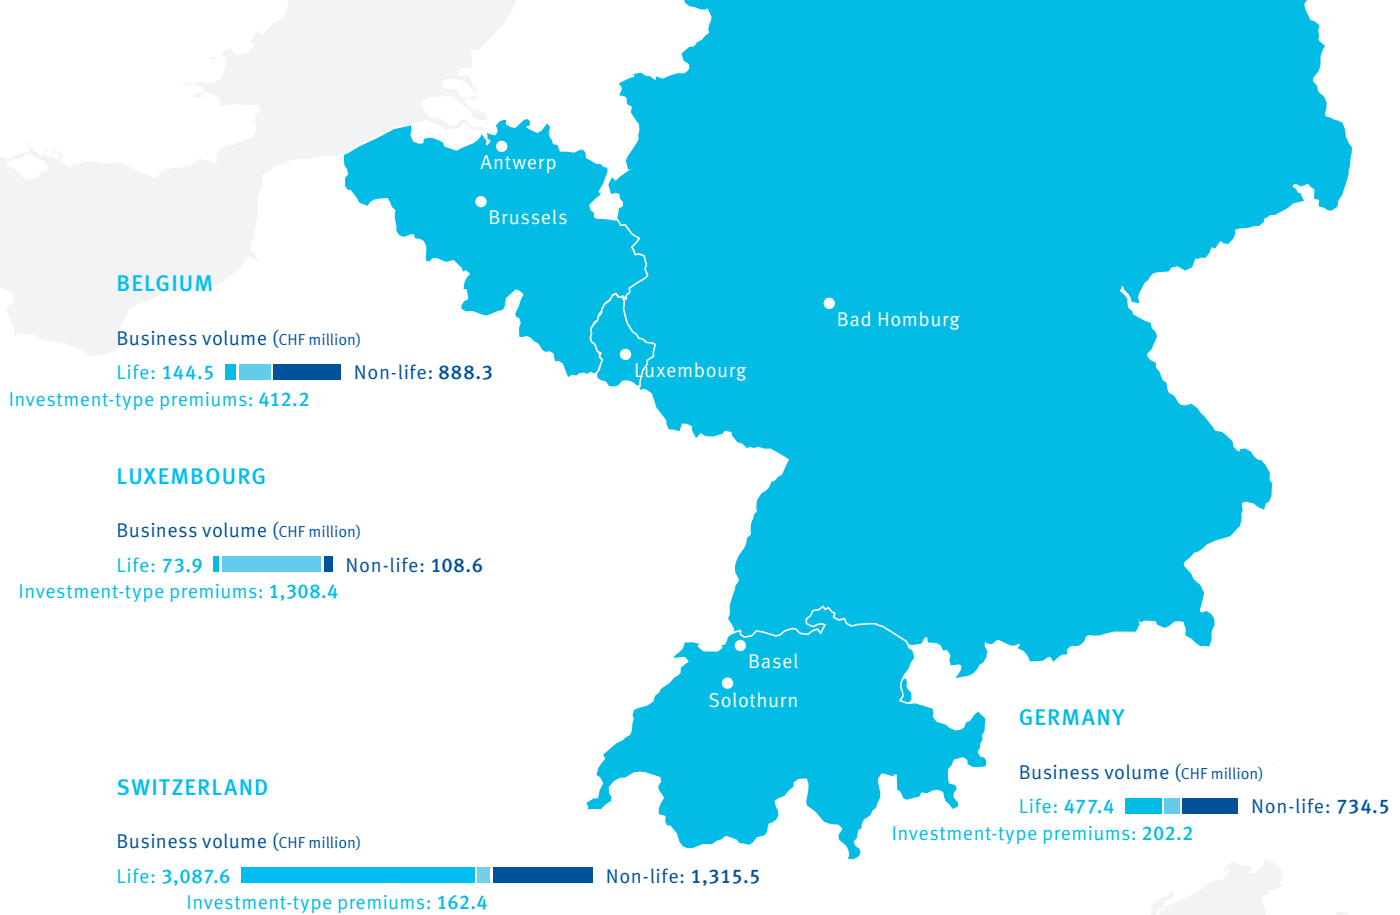 Antwerp
Brussels
BELGIUM
Business volume (CHF million)
Life: 144.5 Non-life: 888.3
Investment-type premiums: 412.2
Bad Homburg
Luxembourg
LUXEMBOURG
Business volume (CHF million)
Life: 73.9 Non-life: 108.6
Investment-type premiums: 1,308.4
Basel
Solothurn
GERMANY
Business volume (CHF million)
Life: 477.4 Non-life: 734.5
Investment-type premiums: 202.2
SWITZERLAND
Business volume (CHF million)
Life: 3,087.6 Non-life: 1,315.5
Investment-type premiums: 162.4